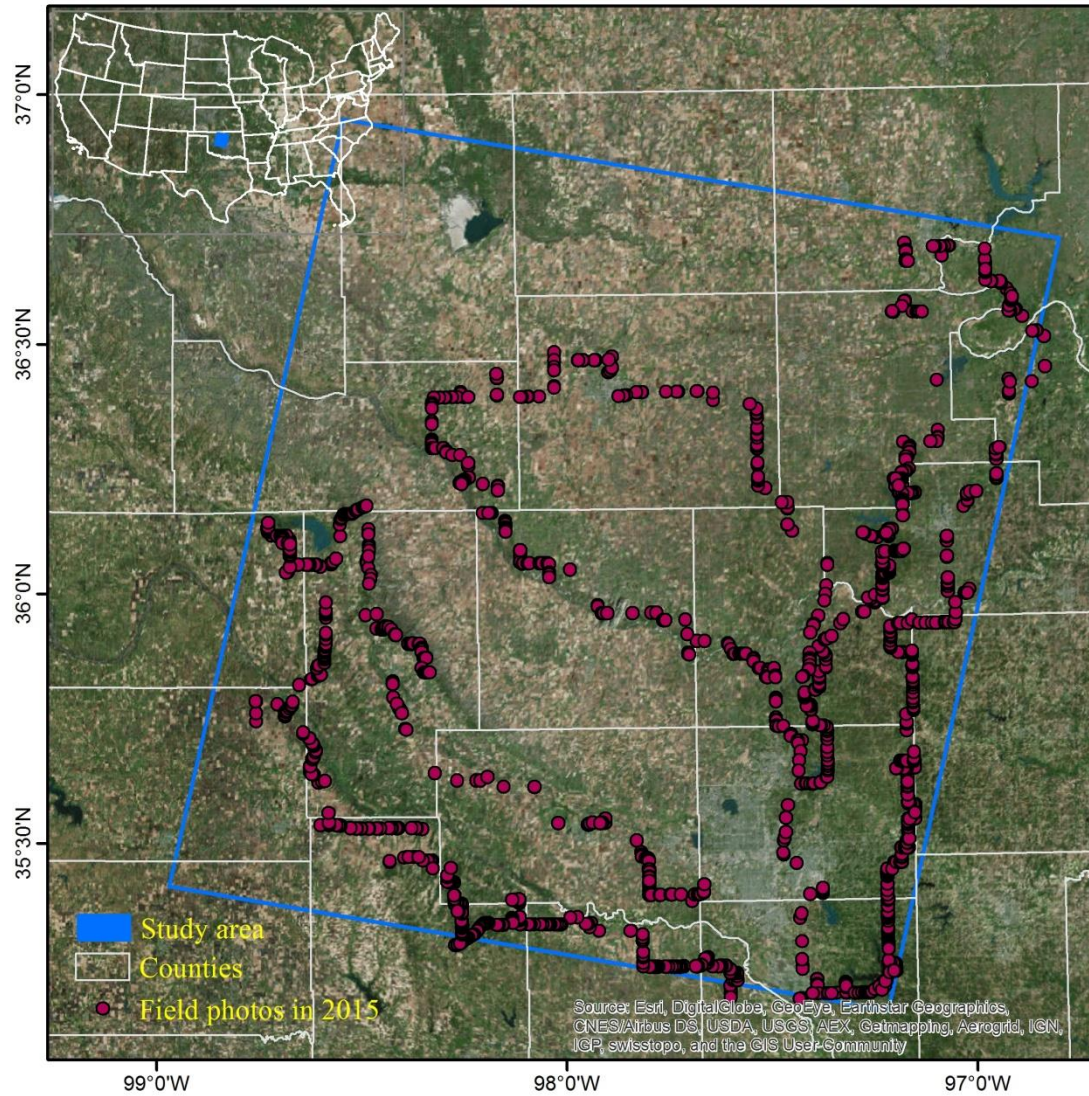 37°0'N
36°30'N
36°0'N
35°30'N
Study area
Counties
Field photos in 2015
Source: Esri, DigitalGlobe, GeoEye, Earthstar Geographics,
CNES/Airbus DS, USDA, USGS, AEX, Getmapping, Aerogrid, IGN,
IGP, swisstopo, and the GIS User Community
99°0'W
98°0'W
97°0'W